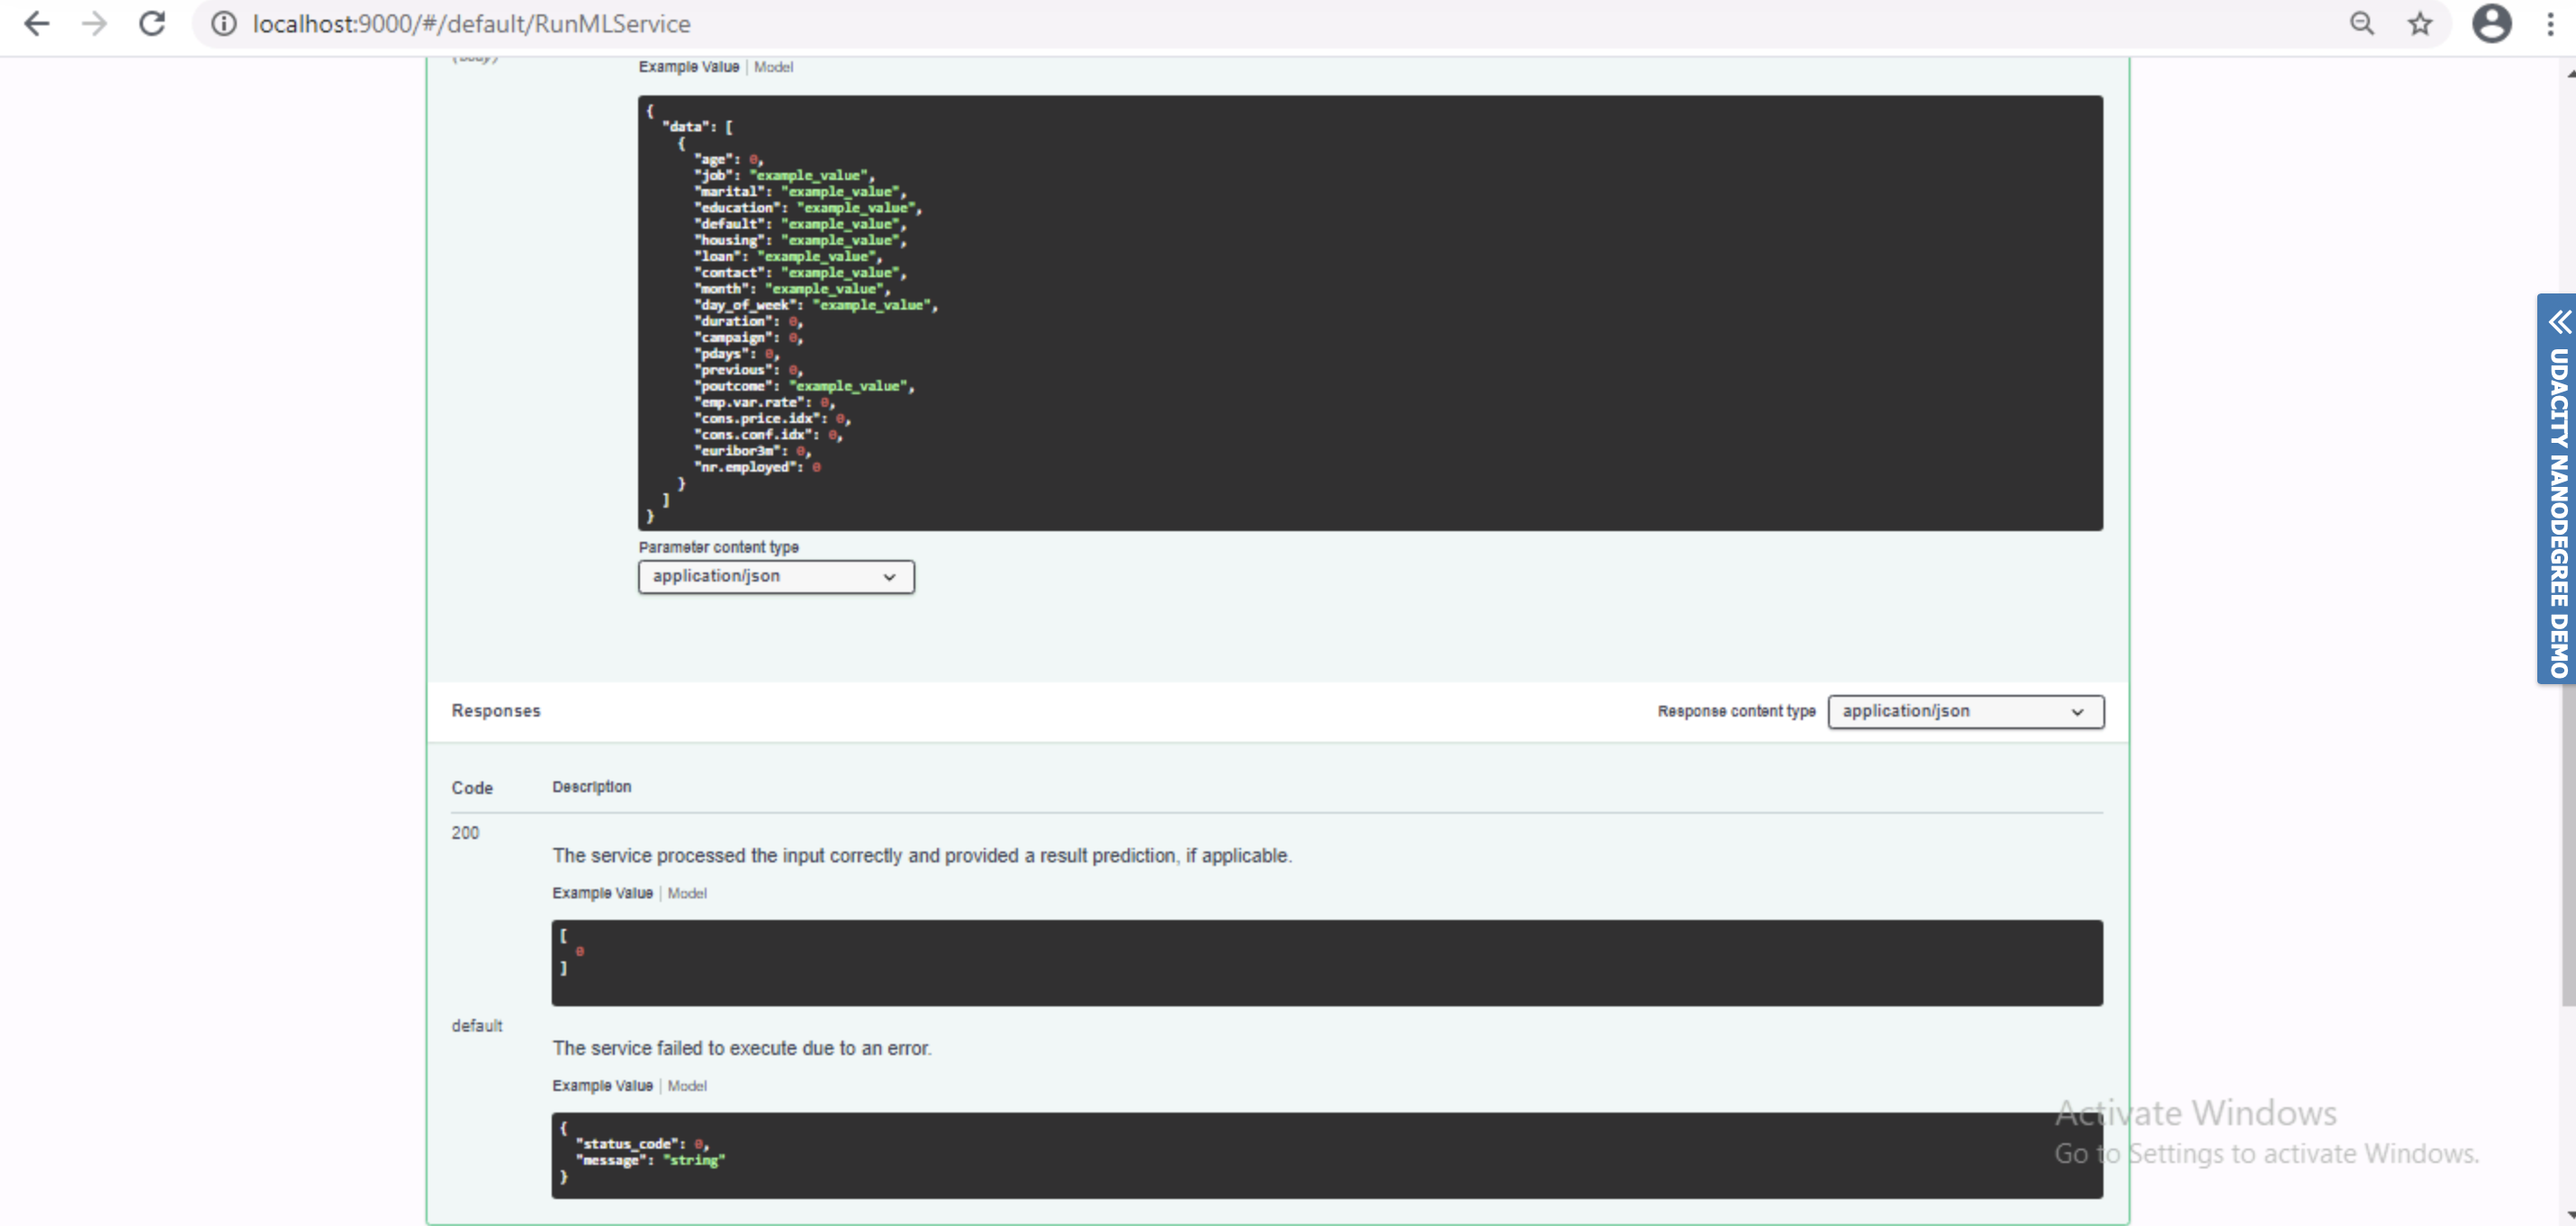 localhost:9000/#/default/RunMLService
(body)
Example Value | Model
{
"data": [
{
"age": 0,
"job": "example_value",
"marital": "example_value",
"education": "example_value",
"default": "example_value",
"housing": "example_value",
"loan": "example_value",
"contact": "example_value",
"month": "example_value",
"day_of_week": "example_value",
"duration": 0,
"campaign": 0,
"pdays": 0,
"previous": 0,
"poutcome": "example_value",
"emp.var.rate": 0,
"cons.price.idx": 0,
"cons.conf.idx": 0,
"euribor3m": 0,
"nr.employed": 0
}
]
}
Parameter content type
application/json
Responses
Response content type
application/json
Code Description
200
The service processed the input correctly and provided a result prediction, if applicable.
Example Value | Model
[
0
]
default
The service failed to execute due to an error.
Example Value | Model
{
"status_code": 0,
"message": "string"
}
UDACITY NANODEGREE DEMO
Activate Windows
Go to Settings to activate Windows.